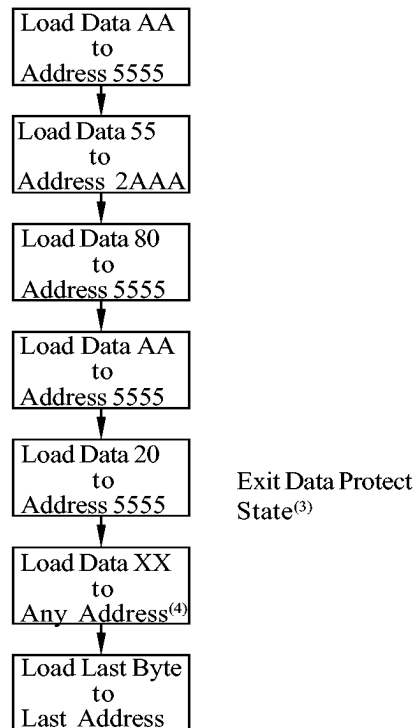 Load Data AA
to
Address 5555
Load Data 55
to
Address 2AAA
Load Data 80
to
Address 5555
Load Data AA
to
Address 5555
Load Data 20
to
Address 5555
Exit Data Protect
State(3)
Load Data XX
to
Any Address(4)
Load Last Byte
to
Last Address